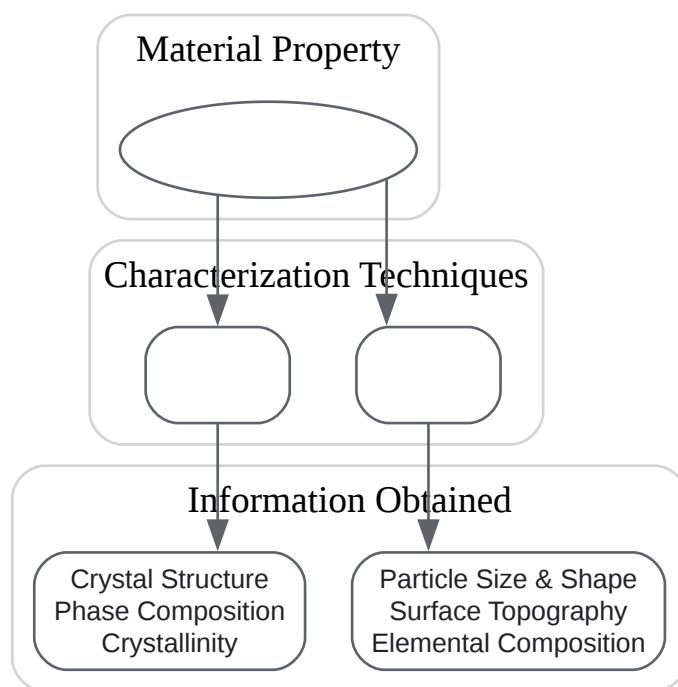 Material Property
Characterization Techniques
Information Obtained
Crystal Structure
Phase Composition
Crystallinity
Particle Size & Shape
Surface Topography
Elemental Composition